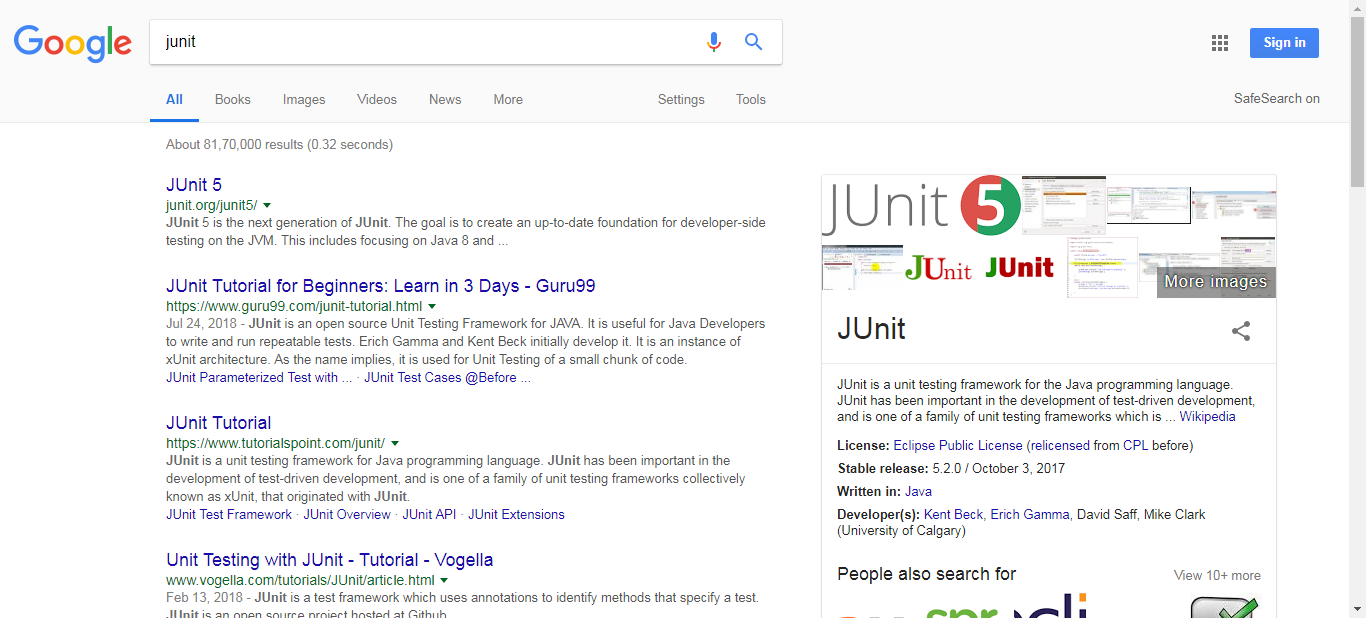 Google
junit
Sign in
All Books Images Videos News More Settings Tools
SafeSearch on
About 81,70,000 results (0.32 seconds)
JUnit 5
junit.org/junit5/
JUnit 5 is the next generation of JUnit. The goal is to create an up-to-date foundation for developer-side
testing on the JVM. This includes focusing on Java 8 and ...
JUnit Tutorial for Beginners: Learn in 3 Days - Guru99
https://www.guru99.com/junit-tutorial.html
Jul 24, 2018 - JUnit is an open source Unit Testing Framework for JAVA. It is useful for Java Developers
to write and run repeatable tests. Erich Gamma and Kent Beck initially develop it. It is an instance of
xUnit architecture. As the name implies, it is used for Unit Testing of a small chunk of code.
JUnit Parameterized Test with ... · JUnit Test Cases @Before ...
JUnit Tutorial
https://www.tutorialspoint.com/junit/
JUnit is a unit testing framework for Java programming language. JUnit has been important in the
development of test-driven development, and is one of a family of unit testing frameworks collectively
known as xUnit, that originated with JUnit.
JUnit Test Framework · JUnit Overview · JUnit API · JUnit Extensions
Unit Testing with JUnit - Tutorial - Vogella
www.vogella.com/tutorials/JUnit/article.html
Feb 13, 2018 - JUnit is a test framework which uses annotations to identify methods that specify a test.
JUnit is an open source project hosted at Github.
JUnit 5
JUnit JUnit
More images
JUnit
JUnit is a unit testing framework for the Java programming language.
JUnit has been important in the development of test-driven development,
and is one of a family of unit testing frameworks which is ... Wikipedia
License: Eclipse Public License (relicensed from CPL before)
Stable release: 5.2.0 / October 3, 2017
Written in: Java
Developer(s): Kent Beck, Erich Gamma, David Saff, Mike Clark
(University of Calgary)
People also search for
View 10+ more